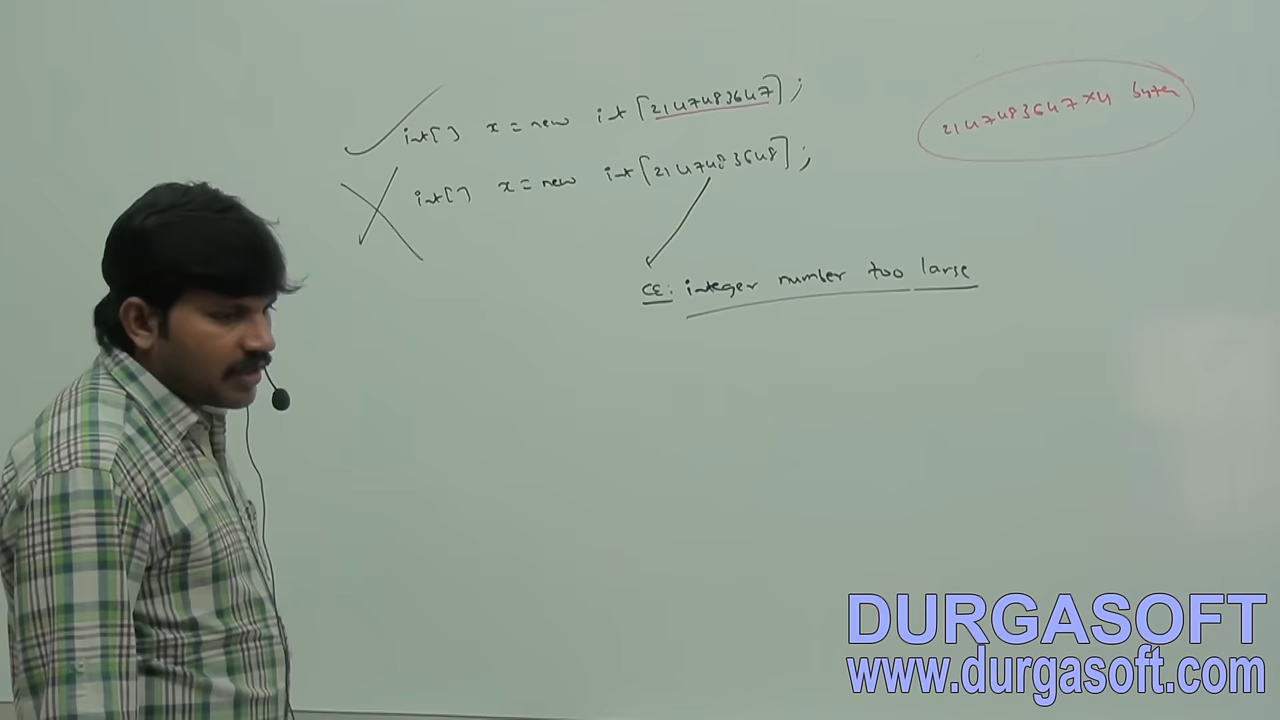 int[] x = new int[2147483647];
2147483647 × 4 bytes
int[] x = new int[2147483648];
CE: integer number too large
DURGASOFT
www.durgasoft.com